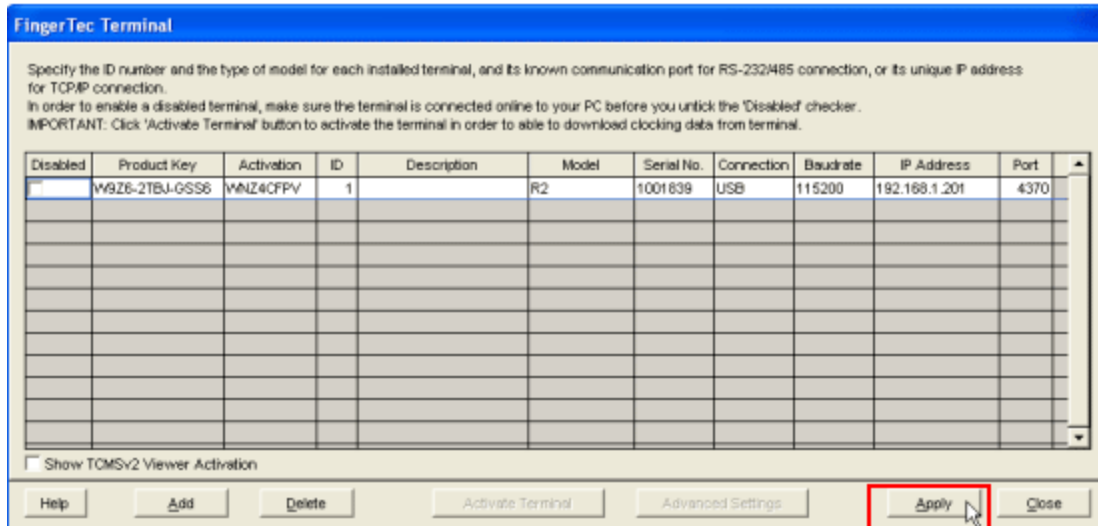 FingerTec Terminal
Specify the ID number and the type of model for each installed terminal, and its known communication port for RS-232/485 connection, or its unique IP address
for TCP/IP connection.
In order to enable a disabled terminal, make sure the terminal is connected online to your PC before you untick the 'Disabled' checker.
IMPORTANT: Click 'Activate Terminal' button to activate the terminal in order to able to download clocking data from terminal.
Disabled Product Key Activation ID Description Model Serial No. Connection Baudrate IP Address Port
W9Z6-2TBJ-GSS6 WNZ4CFPV 1 R2 1001839 USB 115200 192.168.1.201 4370
Show TCMSv2 Viewer Activation
Help Add Delete Activate Terminal Advanced Settings Apply Close